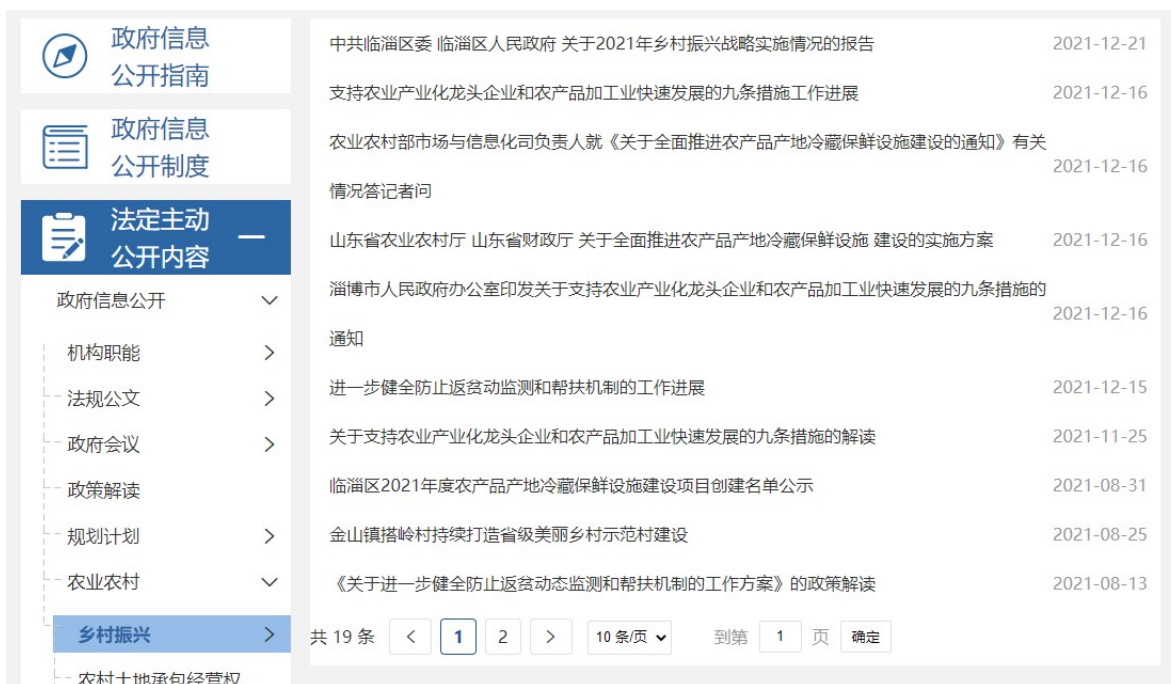 政府信息
公开指南
政府信息
公开制度
法定主动
公开内容
政府信息公开
机构职能
法规公文
政府会议
政策解读
规划计划
农业农村
乡村振兴
农村土地承包经营权
中共临淄区委 临淄区人民政府 关于2021年乡村振兴战略实施情况的报告 2021-12-21
支持农业产业化龙头企业和农产品加工业快速发展的九条措施工作进展 2021-12-16
农业农村部市场与信息化司负责人就《关于全面推进农产品产地冷藏保鲜设施建设的通知》有关
情况答记者问 2021-12-16
山东省农业农村厅 山东省财政厅 关于全面推进农产品产地冷藏保鲜设施 建设的实施方案 2021-12-16
淄博市人民政府办公室印发关于支持农业产业化龙头企业和农产品加工业快速发展的九条措施的
通知 2021-12-16
进一步健全防止返贫动监测和帮扶机制的工作进展 2021-12-15
关于支持农业产业化龙头企业和农产品加工业快速发展的九条措施的解读 2021-11-25
临淄区2021年度农产品产地冷藏保鲜设施建设项目创建名单公示 2021-08-31
金山镇搭岭村持续打造省级美丽乡村示范村建设 2021-08-25
《关于进一步健全防止返贫动态监测和帮扶机制的工作方案》的政策解读 2021-08-13
共 19 条 < 1 2 > 10 条/页 到第 1 页 确定